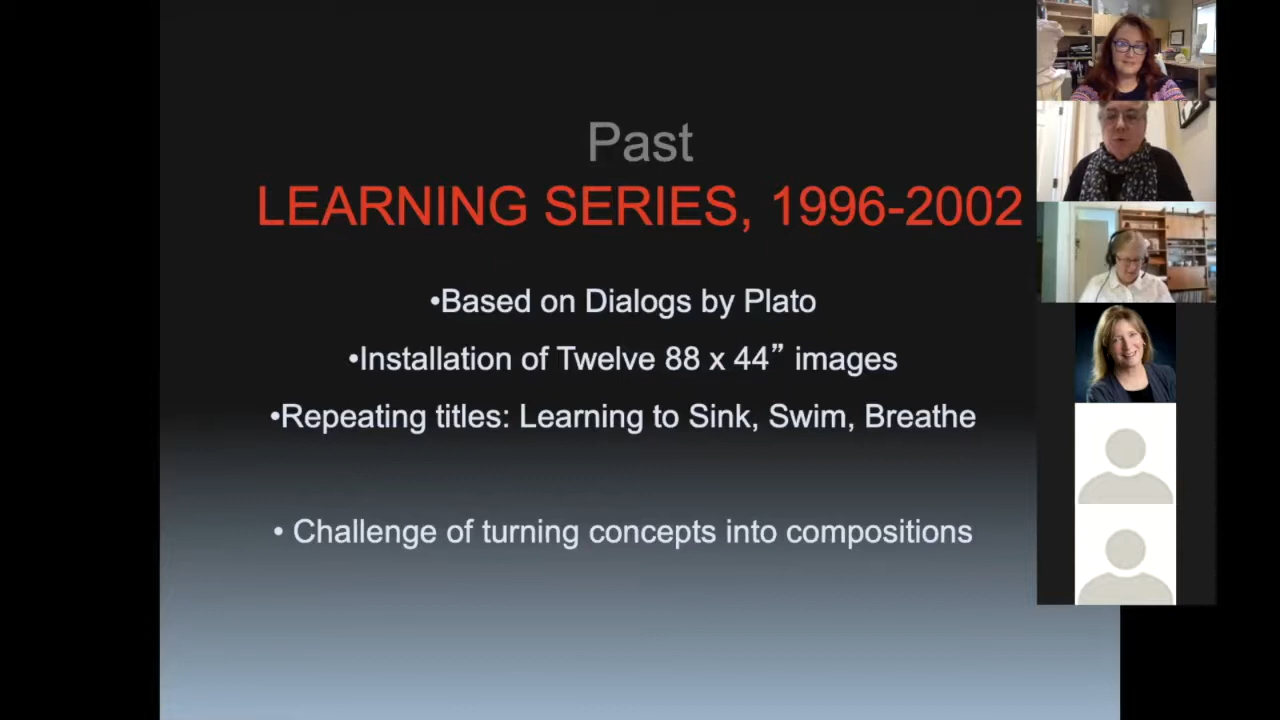 Past
LEARNING SERIES, 1996-2002
•Based on Dialogs by Plato
•Installation of Twelve 88 x 44” images
•Repeating titles: Learning to Sink, Swim, Breathe
• Challenge of turning concepts into compositions